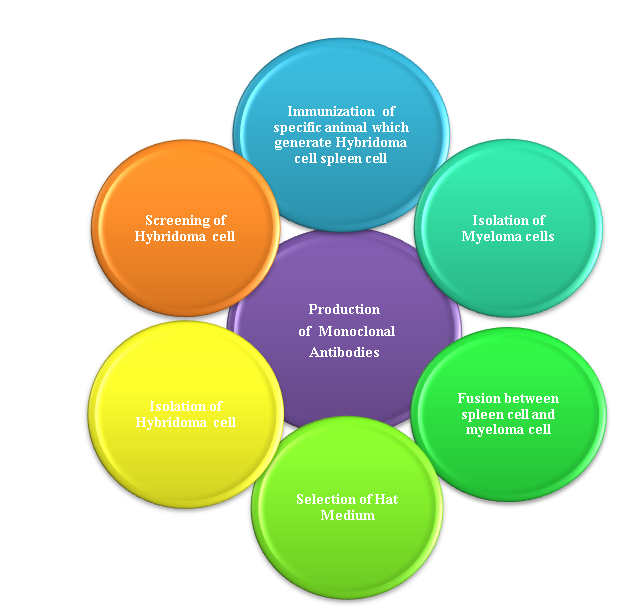 Immunization of
specific animal which
generate Hybridoma
cell spleen cell
Isolation of
Myeloma cells
Fusion between
spleen cell and
myeloma cell
Selection of Hat
Medium
Isolation of
Hybridoma cell
Screening of
Hybridoma cell
Production
of Monoclonal
Antibodies